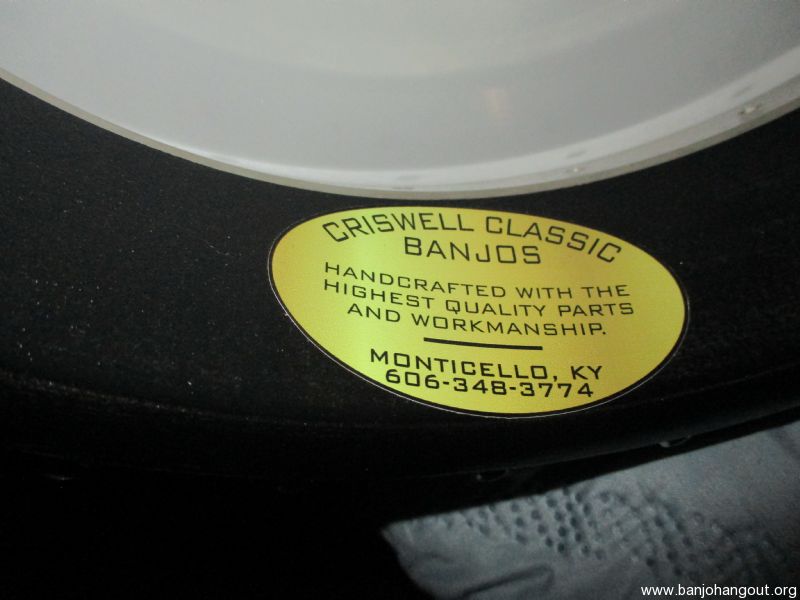 CRISWELL CLASSIC
BANJOS
HANDCRAFTED WITH THE
HIGHEST QUALITY PARTS
AND WORKMANSHIP.
MONTICELLO, KY
606-348-3774
www.banjohangout.org